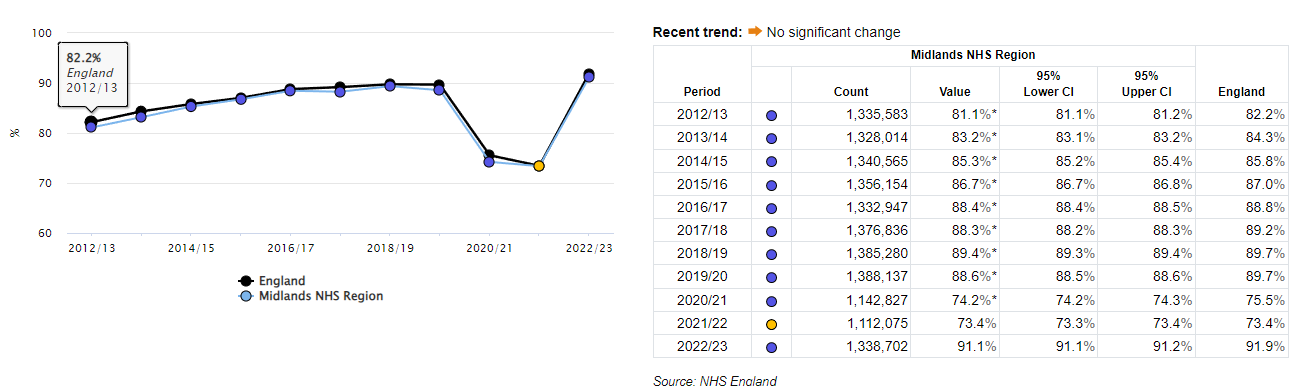 100
90
80
70
60
%
82.2%
England
2012/13
2012/13 2014/15 2016/17 2018/19 2020/21 2022/23
England
Midlands NHS Region
Recent trend: No significant change
Midlands NHS Region
Period Count Value 95% Lower CI 95% Upper CI England
2012/13 1,335,583 81.1%* 81.1% 81.2% 82.2%
2013/14 1,328,014 83.2%* 83.1% 83.2% 84.3%
2014/15 1,340,565 85.3%* 85.2% 85.4% 85.8%
2015/16 1,356,154 86.7%* 86.7% 86.8% 87.0%
2016/17 1,332,947 88.4%* 88.4% 88.5% 88.8%
2017/18 1,376,836 88.3%* 88.2% 88.3% 89.2%
2018/19 1,385,280 89.4%* 89.3% 89.4% 89.7%
2019/20 1,388,137 88.6%* 88.5% 88.6% 89.7%
2020/21 1,142,827 74.2%* 74.2% 74.3% 75.5%
2021/22 1,112,075 73.4% 73.3% 73.4% 73.4%
2022/23 1,338,702 91.1% 91.1% 91.2% 91.9%
Source: NHS England